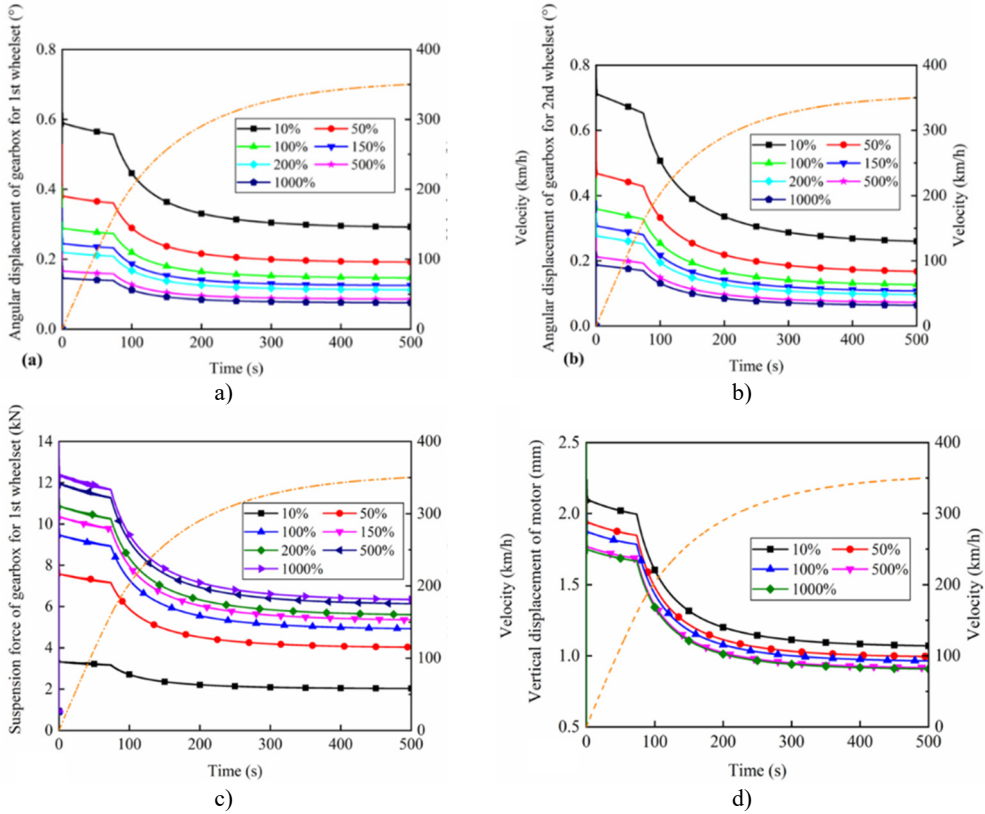 Angular displacement of gearbox for 1st wheelset (°)
0.8
0.6
0.4
0.2
0.0
400
300
200
100
0
10% 50%
100% 150%
200% 500%
1000%
0 100 200 300 400 500
(a)
Time (s)
a)
Velocity (km/h)
Angular displacement of gearbox for 2nd wheelset (°)
0.8
0.6
0.4
0.2
0.0
400
300
200
100
0
Velocity (km/h)
10% 50%
100% 150%
200% 500%
1000%
0 100 200 300 400 500
(b)
Time (s)
b)
Suspension force of gearbox for 1st wheelset (kN)
14
12
10
8
6
4
2
0
400
300
200
100
0
Velocity (km/h)
10% 50%
100% 150%
200% 500%
1000%
0 100 200 300 400 500
Time (s)
c)
Vertical displacement of motor (mm)
2.5
2.0
1.5
1.0
0.5
400
300
200
100
0
Velocity (km/h)
10% 50%
100% 500%
1000%
0 100 200 300 400 500
Time (s)
d)